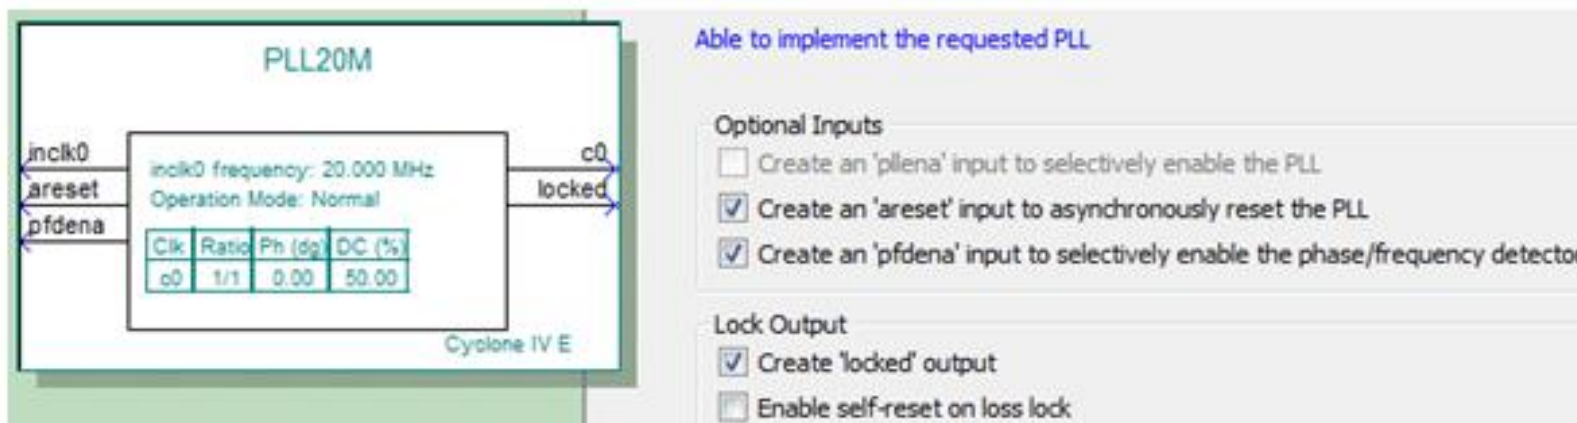 PLL20M
inclk0
areset
pfdena
inclk0 frequency: 20.000 MHz
Operation Mode: Normal
Clk Ratio Ph (dg) DC (%)
c0 1/1 0.00 50.00
c0
locked
Cyclone IV E
Able to implement the requested PLL
Optional Inputs
Create an 'pllena' input to selectively enable the PLL
Create an 'areset' input to asynchronously reset the PLL
Create an 'pfdena' input to selectively enable the phase/frequency detector
Lock Output
Create 'locked' output
Enable self-reset on loss lock